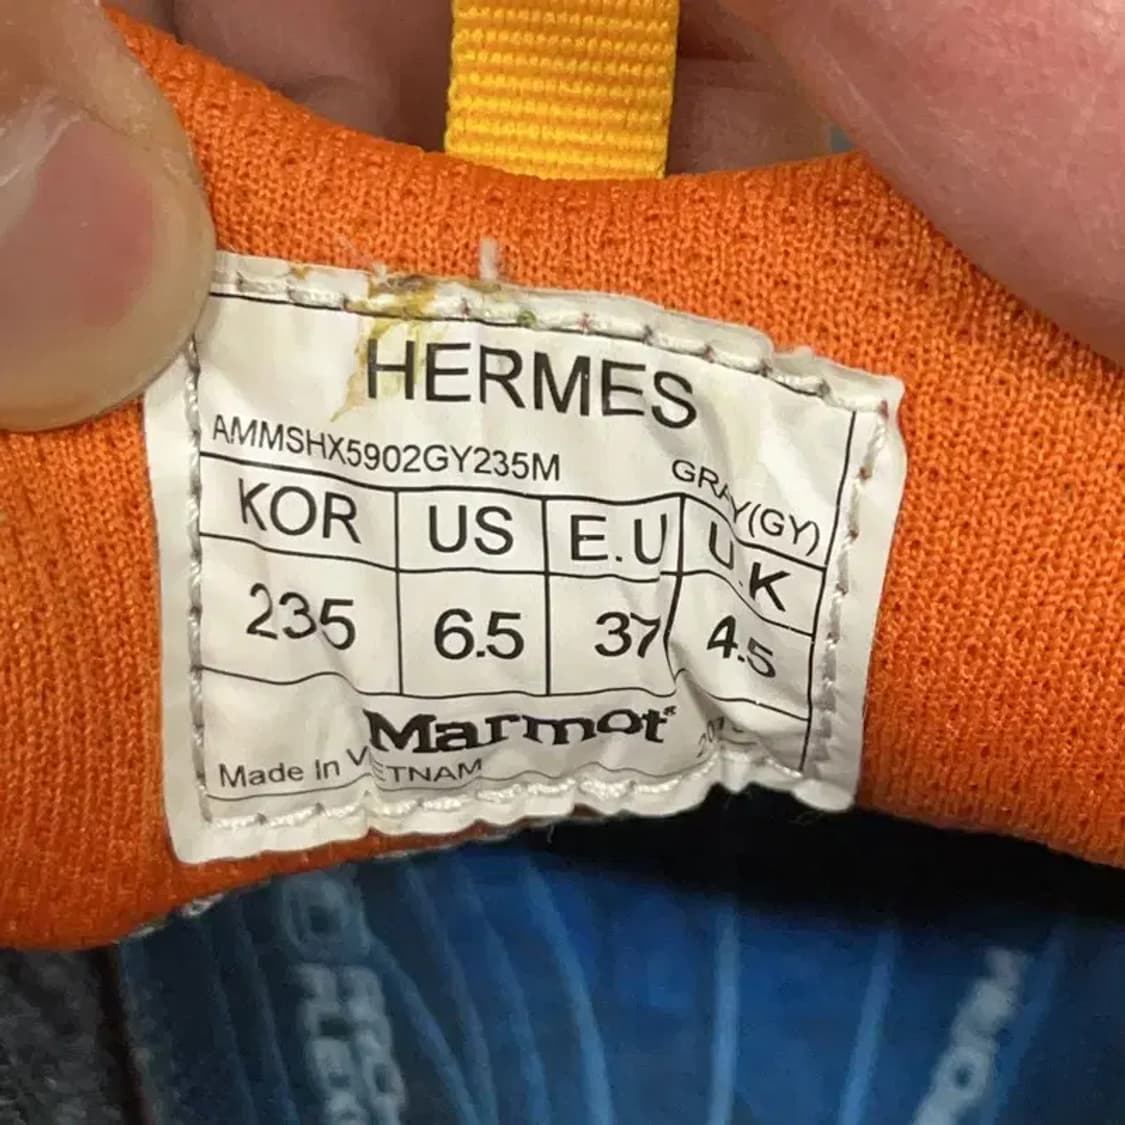 HERMES
AMMSHX5902GY235M GRAY(GY)
KOR US E.U U.K
235 6.5 37 4.5
Marmot®
Made In VIETNAM